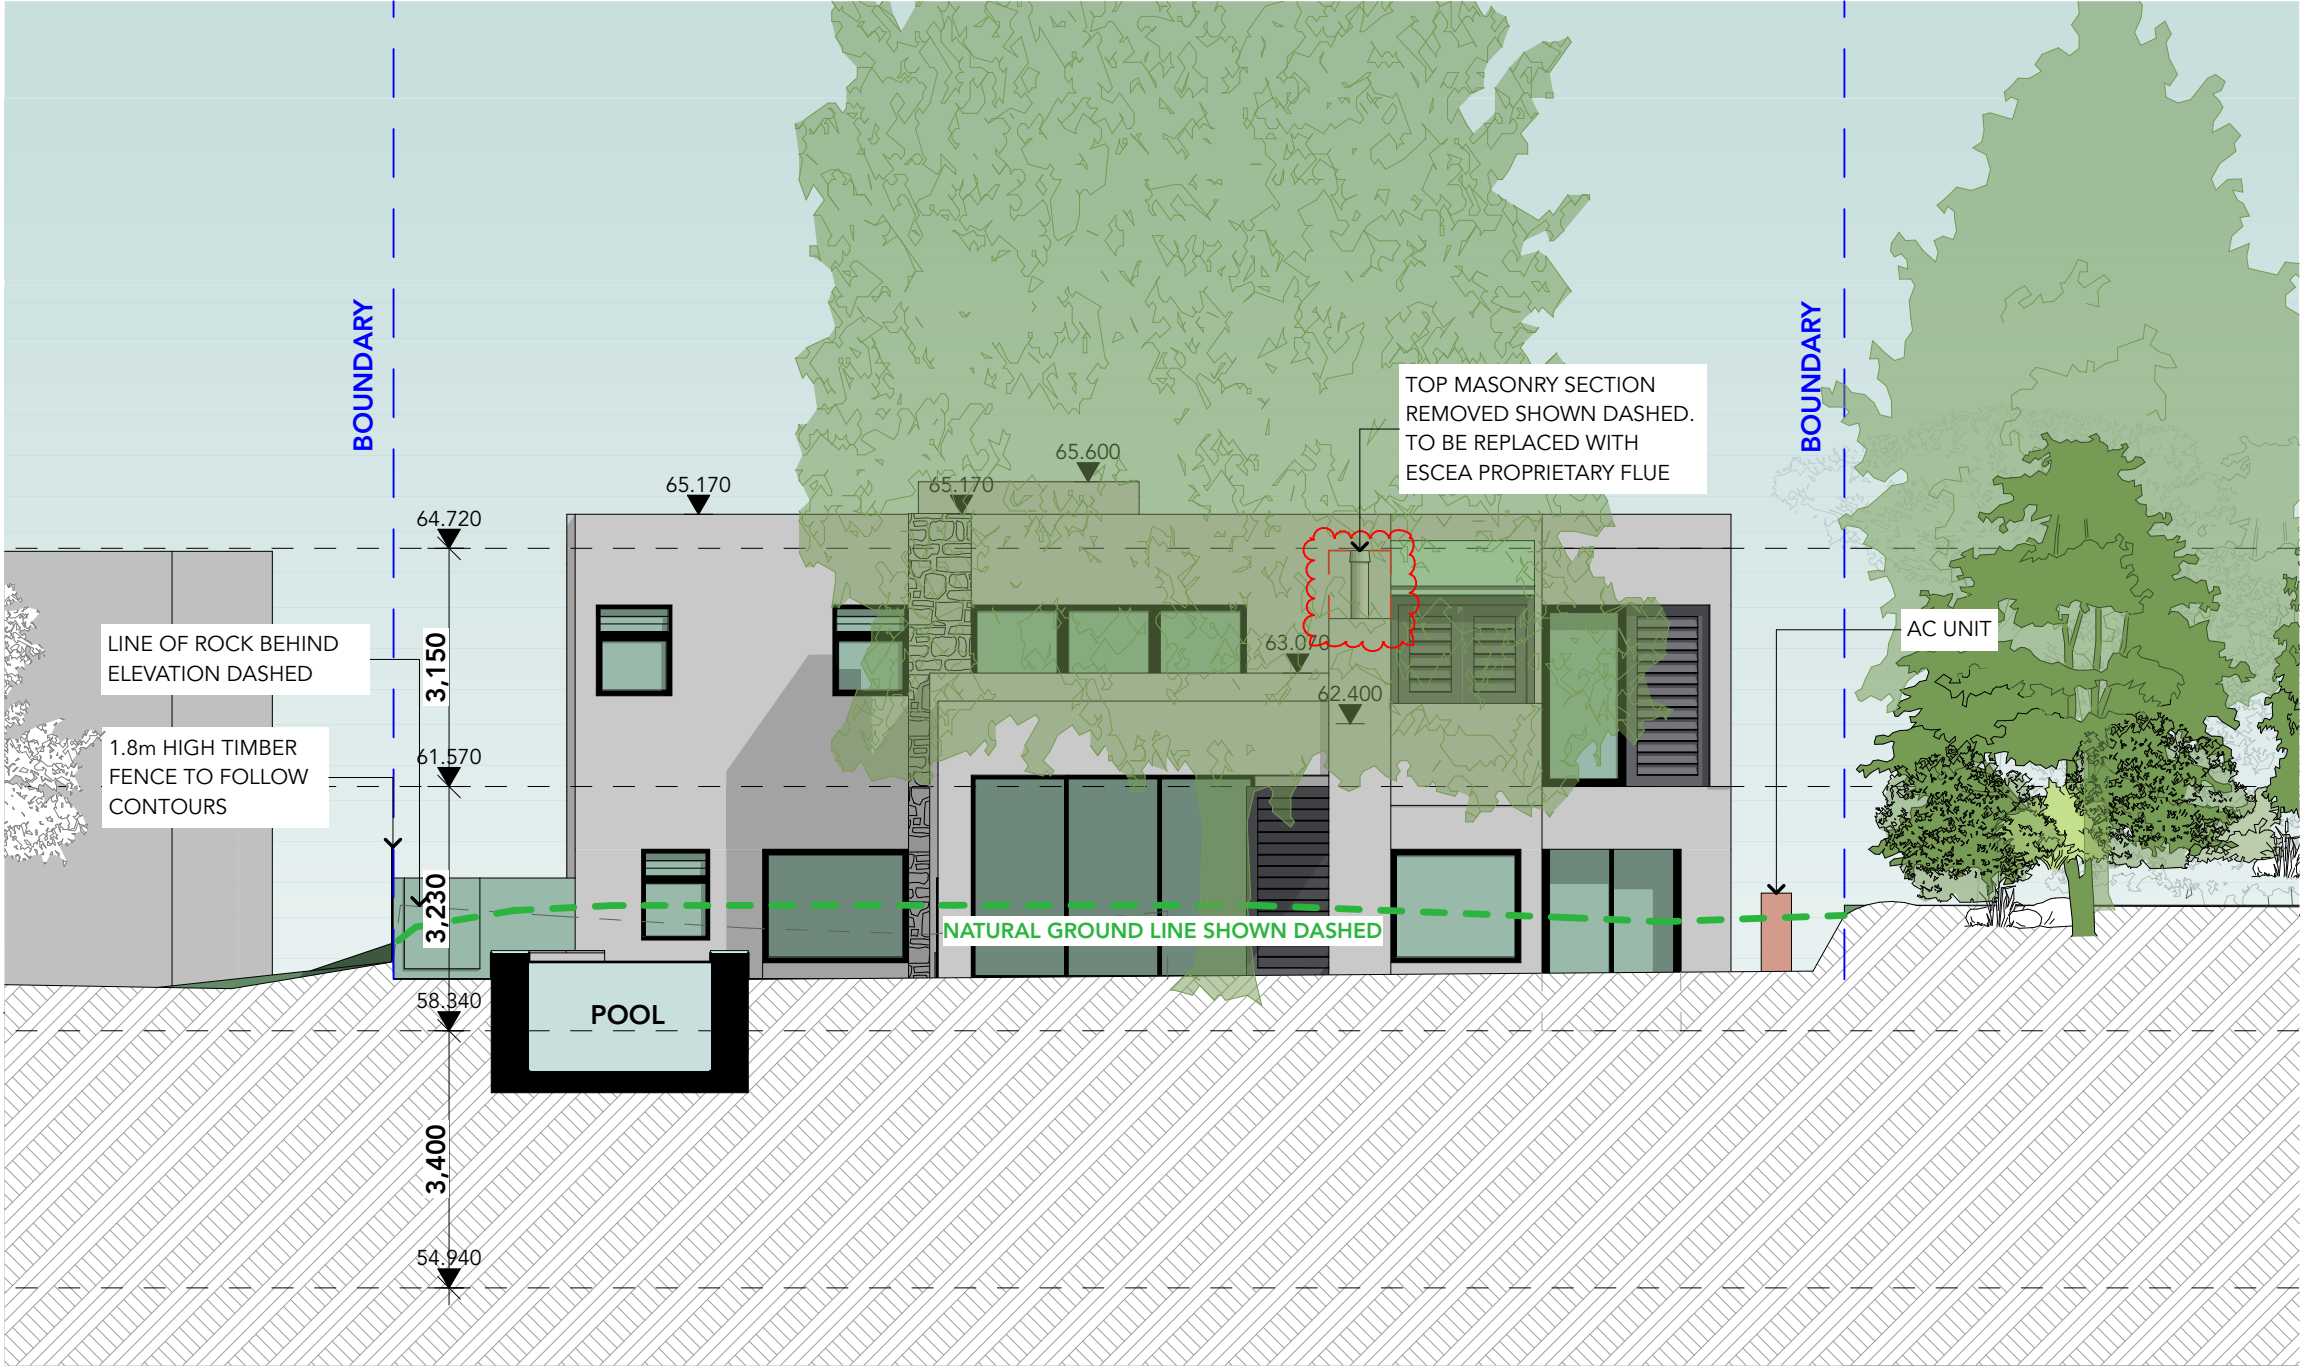 BOUNDARY
BOUNDARY
TOP MASONRY SECTION
REMOVED SHOWN DASHED.
TO BE REPLACED WITH
ESCEA PROPRIETARY FLUE
65.600
65.170
65.170
64.720
LINE OF ROCK BEHIND
ELEVATION DASHED
3,150
63.070
62.400
AC UNIT
1.8m HIGH TIMBER
FENCE TO FOLLOW
CONTOURS
61.570
3,230
NATURAL GROUND LINE SHOWN DASHED
58.340
POOL
3,400
54.940